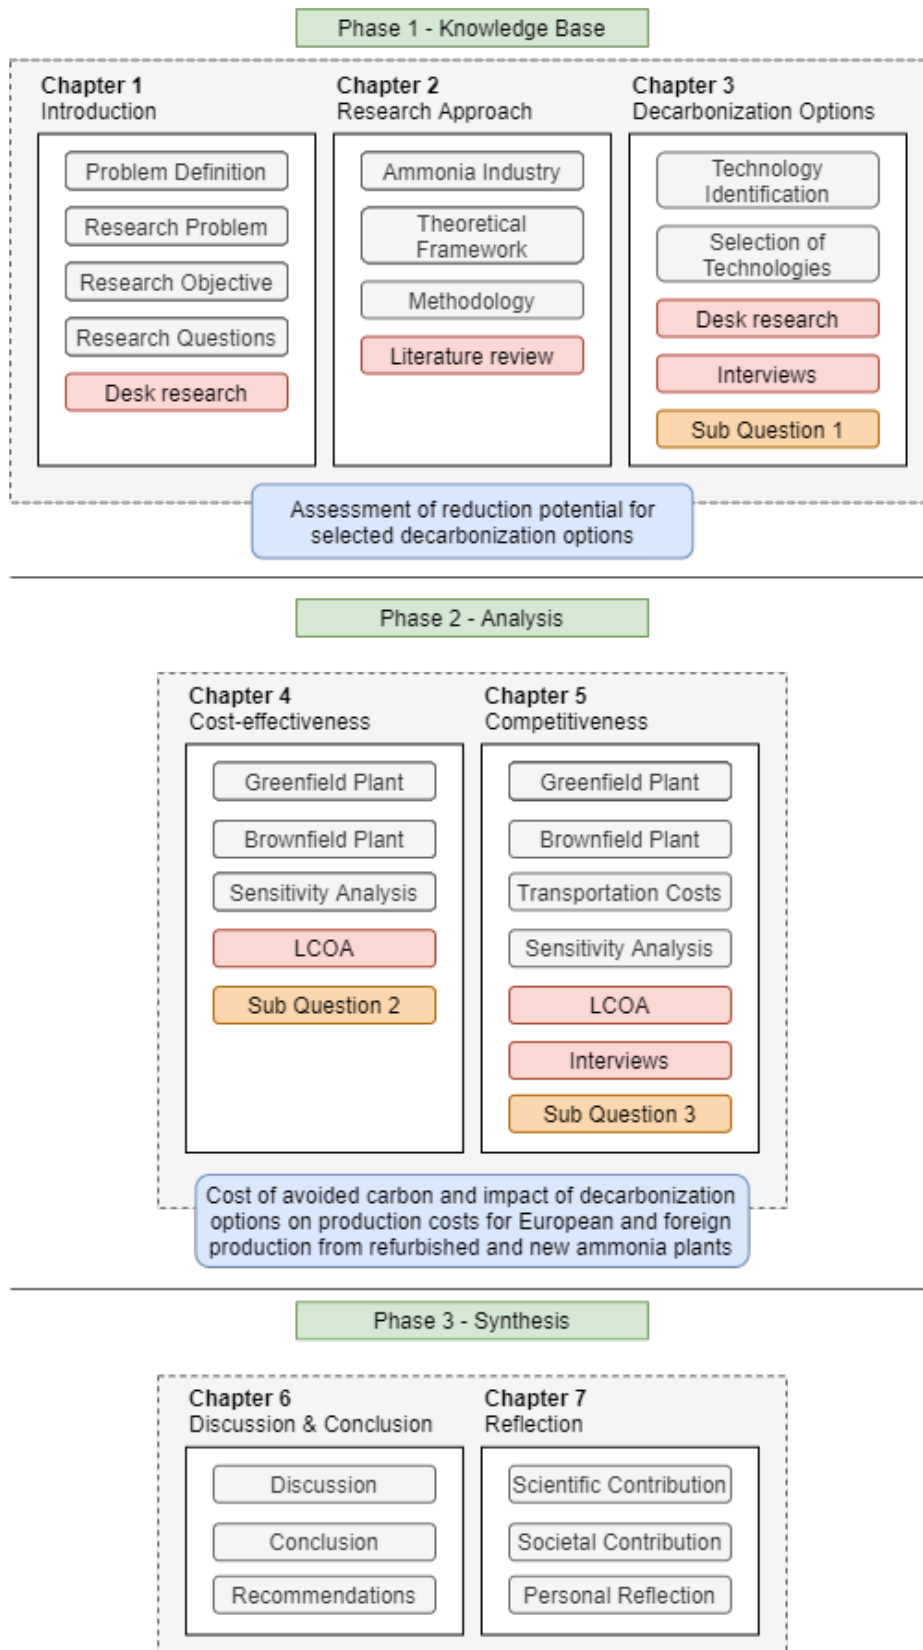 Phase 1 - Knowledge Base
Chapter 1
Introduction
Problem Definition
Research Problem
Research Objective
Research Questions
Desk research
Chapter 2
Research Approach
Ammonia Industry
Theoretical
Framework
Methodology
Literature review
Chapter 3
Decarbonization Options
Technology
Identification
Selection of
Technologies
Desk research
Interviews
Sub Question 1
Assessment of reduction potential for
selected decarbonization options
Phase 2 - Analysis
Chapter 4
Cost-effectiveness
Greenfield Plant
Brownfield Plant
Sensitivity Analysis
LCOA
Sub Question 2
Chapter 5
Competitiveness
Greenfield Plant
Brownfield Plant
Transportation Costs
Sensitivity Analysis
LCOA
Interviews
Sub Question 3
Cost of avoided carbon and impact of decarbonization
options on production costs for European and foreign
production from refurbished and new ammonia plants
Phase 3 - Synthesis
Chapter 6
Discussion & Conclusion
Discussion
Conclusion
Recommendations
Chapter 7
Reflection
Scientific Contribution
Societal Contribution
Personal Reflection